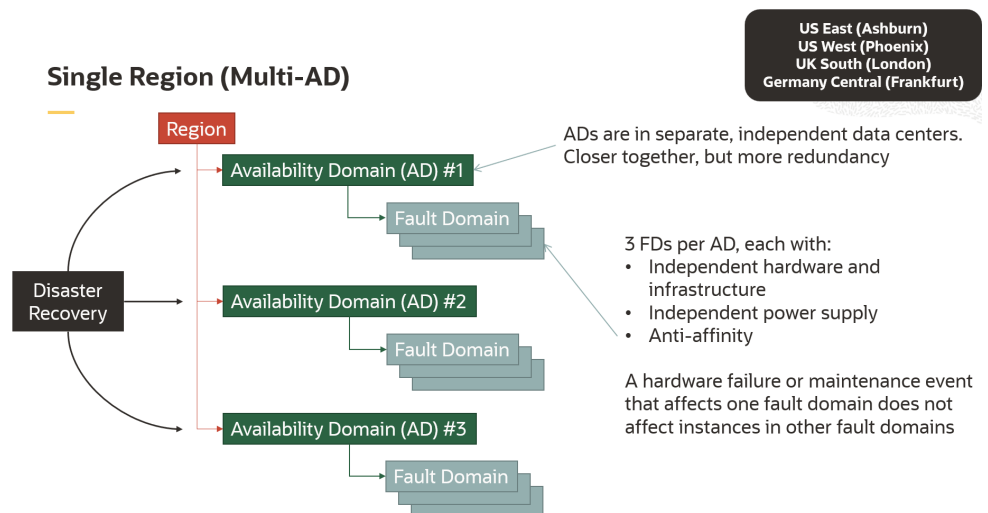 US East (Ashburn)
US West (Phoenix)
UK South (London)
Germany Central (Frankfurt)
Single Region (Multi-AD)
Region
ADs are in separate, independent data centers.
Closer together, but more redundancy
Availability Domain (AD) #1
Fault Domain
3 FDs per AD, each with:
• Independent hardware and
infrastructure
• Independent power supply
• Anti-affinity
Disaster
Recovery
Availability Domain (AD) #2
Fault Domain
A hardware failure or maintenance event
that affects one fault domain does not
affect instances in other fault domains
Availability Domain (AD) #3
Fault Domain